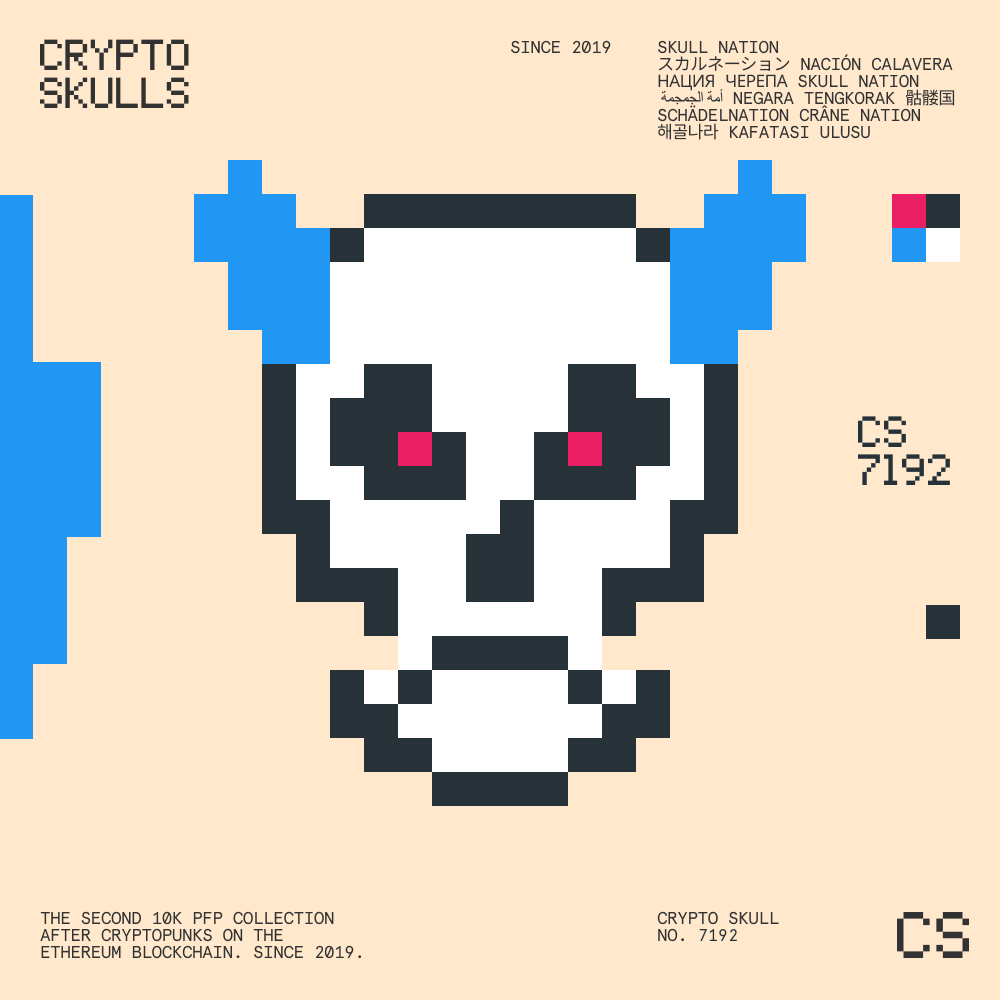 CRYPTO
SKULLS
SINCE 2019
SKULL NATION
スカルネーション NACIÓN CALAVERA
НАЦИЯ ЧЕРЕПА SKULL NATION
أمة الجمجمة NEGARA TENGKORAK 骷髅国
SCHÄDELNATION CRÂNE NATION
해골나라 KAFATASI ULUSU
CS
7192
THE SECOND 10K PFP COLLECTION
AFTER CRYPTOPUNKS ON THE
ETHEREUM BLOCKCHAIN. SINCE 2019.
CRYPTO SKULL
NO. 7192
CS